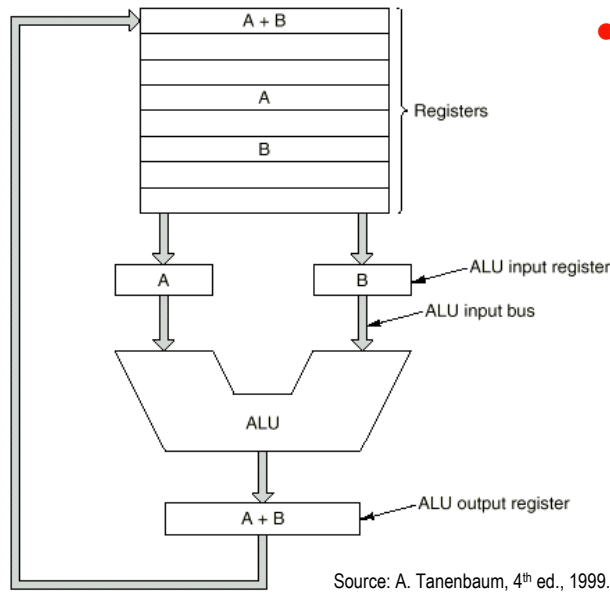 A + B
A
Registers
B
ALU input register
A
B
ALU input bus
ALU
ALU output register
A + B
Source: A. Tanenbaum, 4th ed., 1999.